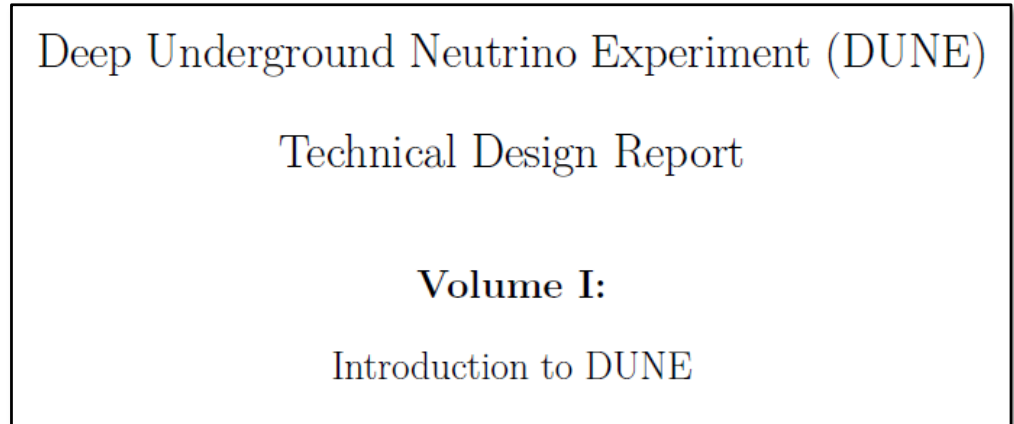 Deep Underground Neutrino Experiment (DUNE)
Technical Design Report
Volume I:
Introduction to DUNE